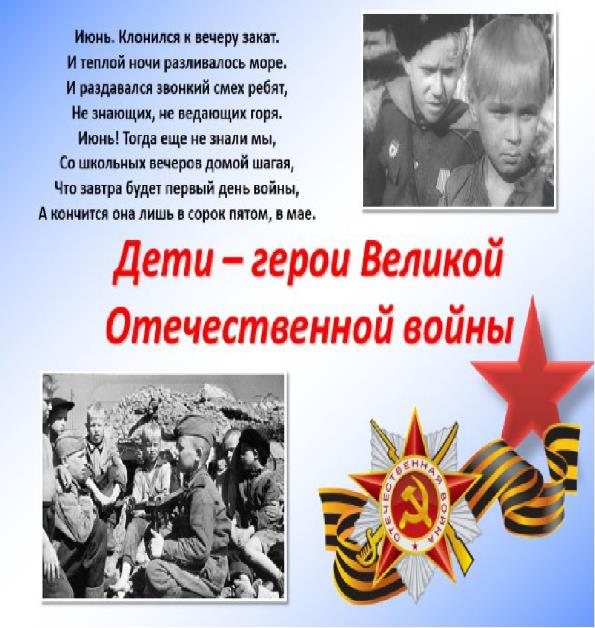 Июнь. Клонился к вечеру закат.
И теплой ночи разливалось море.
И раздавался звонкий смех ребят,
Не знающих, не ведающих горя.
Июнь! Тогда еще не знали мы,
Со школьных вечеров домой шагая,
Что завтра будет первый день войны,
А кончится она лишь в сорок пятом, в мае.
Дети – герои Великой
Отечественной войны
ОТЕЧЕСТВЕННАЯ ВОЙНА